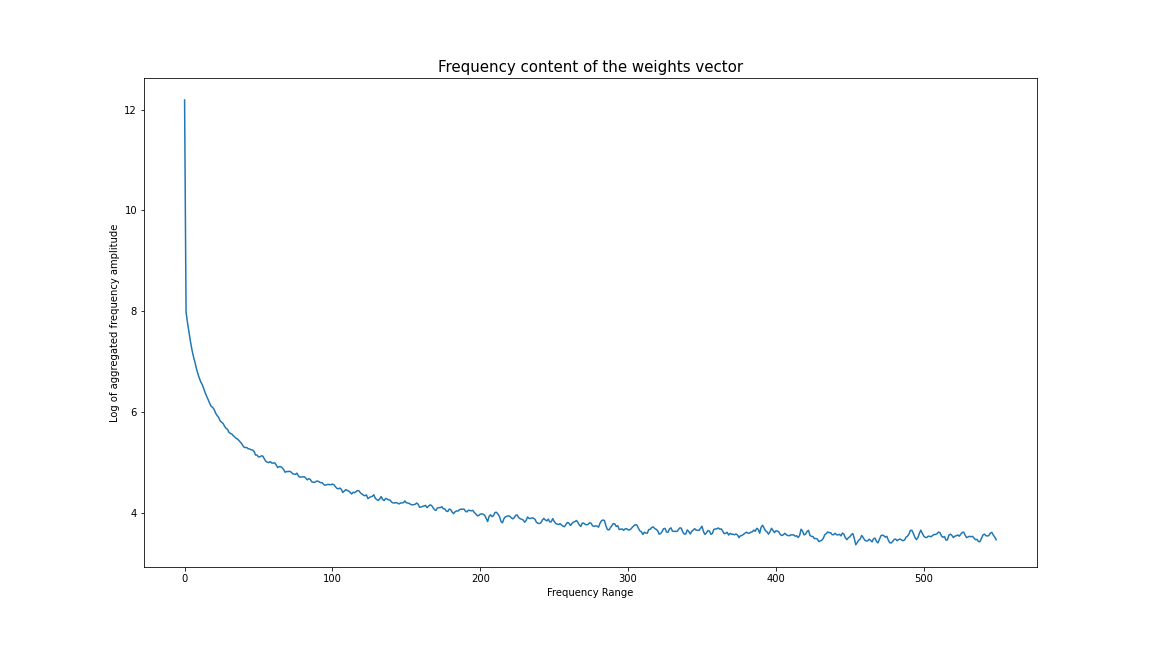 Frequency content of the weights vector
Log of aggregated frequency amplitude
12
10
8
6
4
0 100 200 300 400 500
Frequency Range